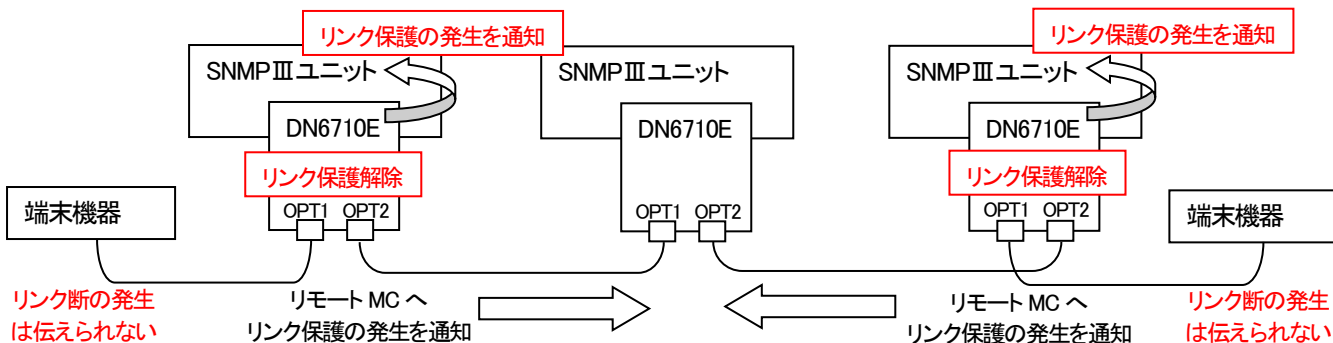 リンク保護の発生を通知
リンク保護の発生を通知
SNMPⅢユニット
SNMPⅢユニット
SNMPⅢユニット
DN6710E
DN6710E
DN6710E
リンク保護解除
リンク保護解除
端末機器
OPT1 OPT2
OPT1 OPT2
OPT1 OPT2
端末機器
リンク断の発生
は伝えられない
リモート MC へ
リンク保護の発生を通知
リモート MC へ
リンク保護の発生を通知
リンク断の発生
は伝えられない